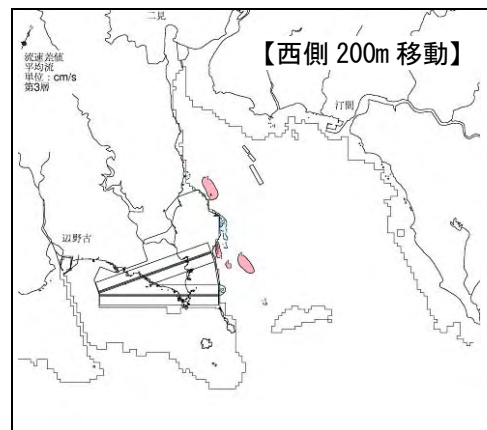 二見
【西側 200m 移動】
流速差値
平均流
単位：cm/s
第3層
汀間
辺野古